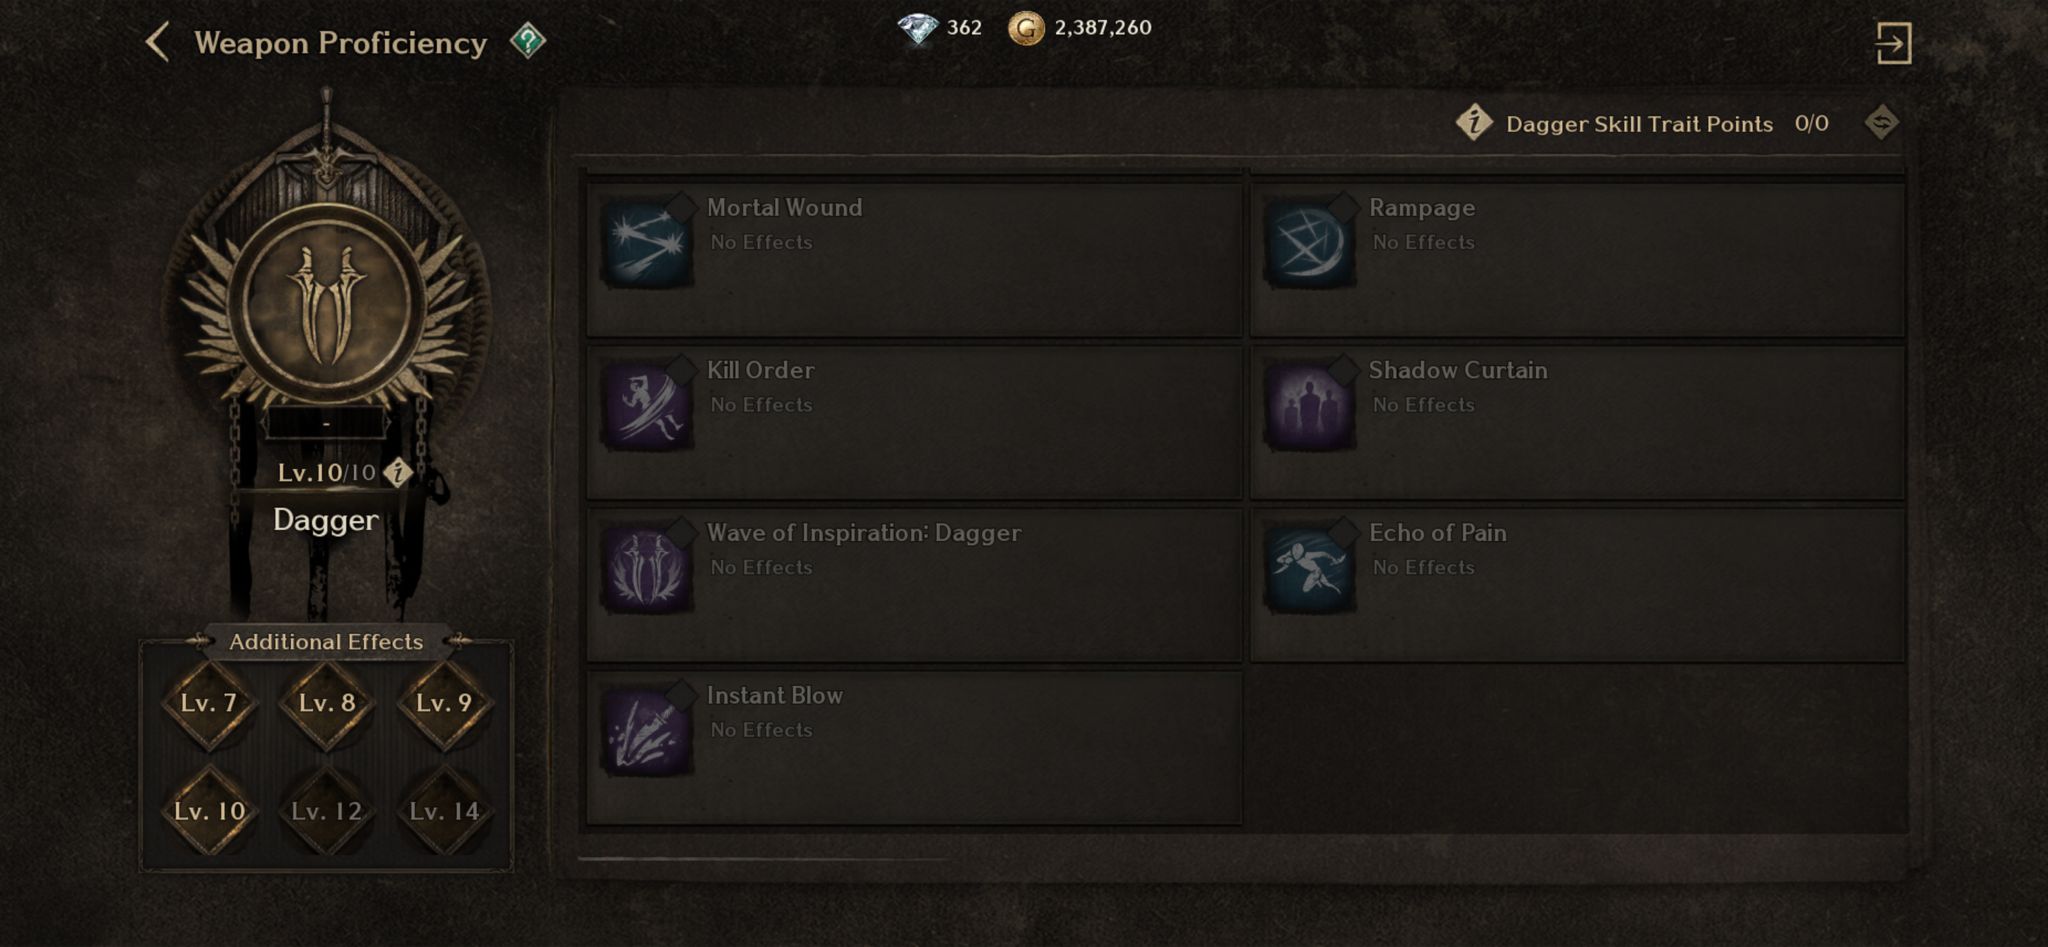 Weapon Proficiency
362
2,387,260
Dagger Skill Trait Points 0/0
Mortal Wound
No Effects
Rampage
No Effects
Kill Order
No Effects
Shadow Curtain
No Effects
Wave of Inspiration: Dagger
No Effects
Echo of Pain
No Effects
Instant Blow
No Effects
-
Lv.10/10
Dagger
Additional Effects
Lv. 7
Lv. 8
Lv. 9
Lv. 10
Lv. 12
Lv. 14